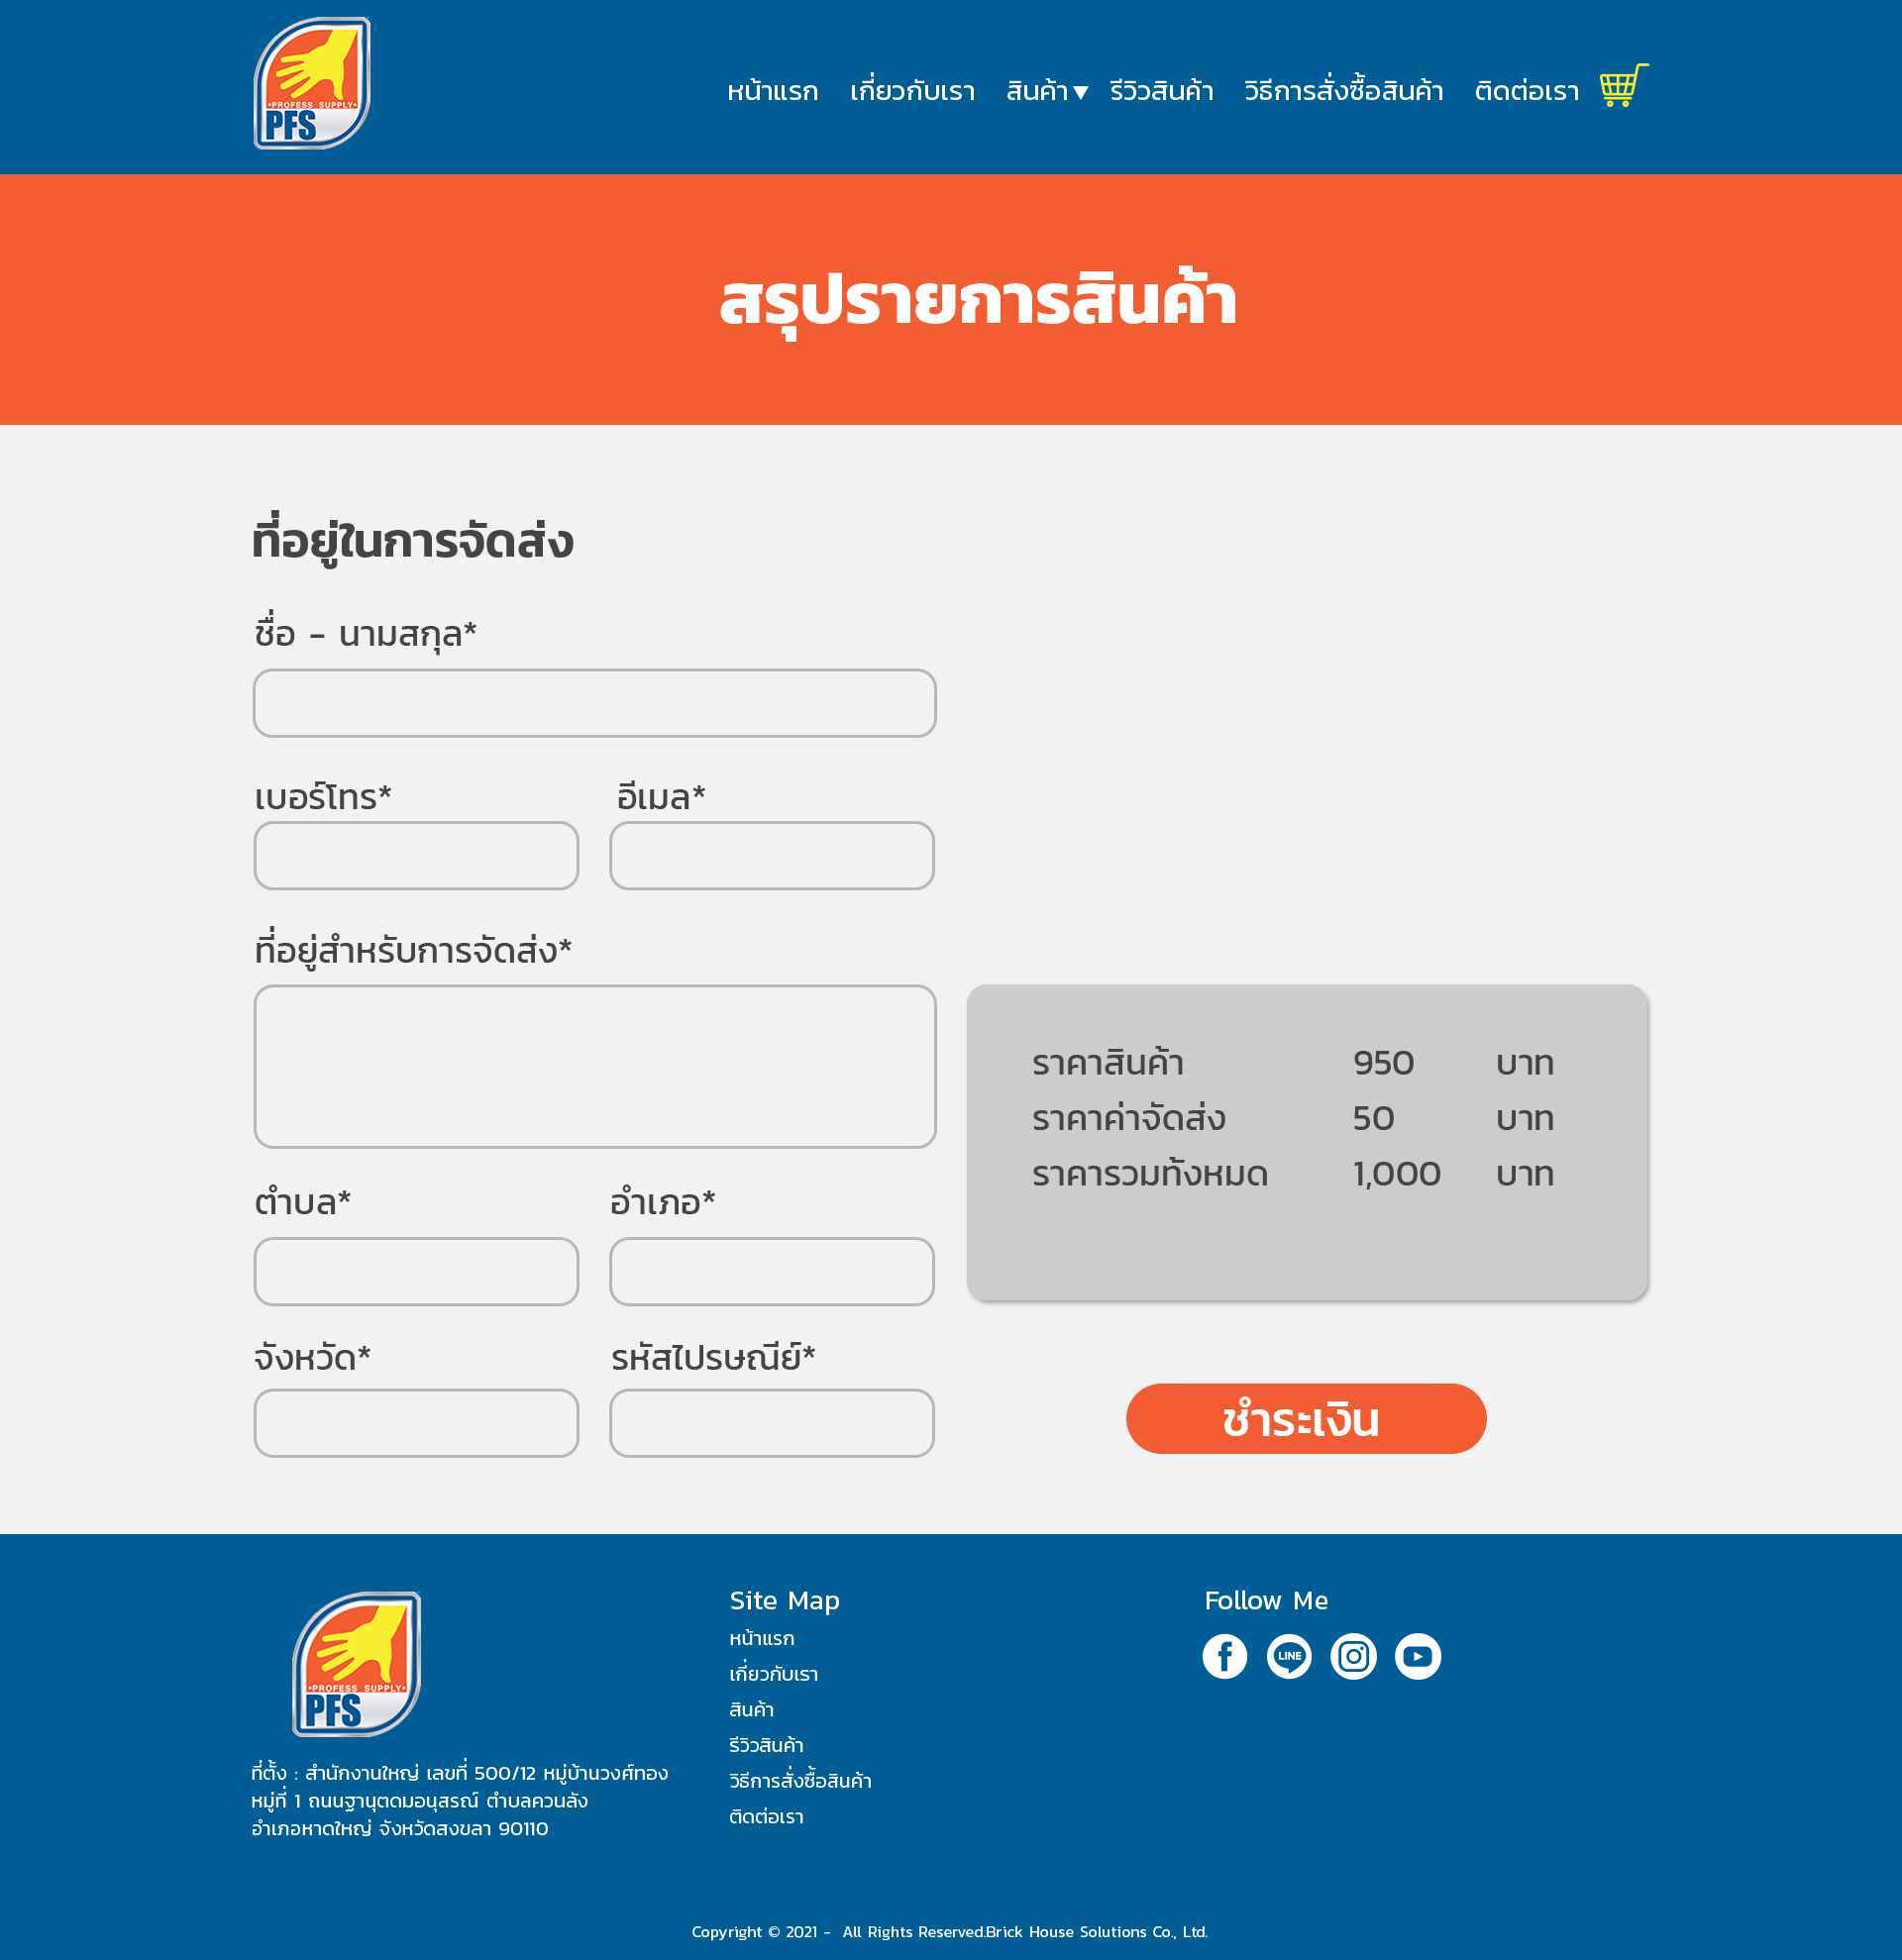 •PROFESS SUPPLY•
PFS
หน้าแรก เกี่ยวกับเรา สินค้า รีวิวสินค้า วิธีการสั่งซื้อสินค้า ติดต่อเรา
สรุปรายการสินค้า
ที่อยู่ในการจัดส่ง
ชื่อ - นามสกุล*
เบอร์โทร* อีเมล*
ที่อยู่สำหรับการจัดส่ง*
ราคาสินค้า 950 บาท
ราคาค่าจัดส่ง 50 บาท
ราคารวมทั้งหมด 1,000 บาท
ตำบล* อำเภอ*
จังหวัด* รหัสไปรษณีย์*
ชำระเงิน
•PROFESS SUPPLY•
PFS
ที่ตั้ง : สำนักงานใหญ่ เลขที่ 500/12 หมู่บ้านวงศ์ทอง
หมู่ที่ 1 ถนนฐานุตดมอนุสรณ์ ตำบลควนลัง
อำเภอหาดใหญ่ จังหวัดสงขลา 90110
Site Map
หน้าแรก
เกี่ยวกับเรา
สินค้า
รีวิวสินค้า
วิธีการสั่งซื้อสินค้า
ติดต่อเรา
Follow Me
LINE
Copyright © 2021 - All Rights Reserved.Brick House Solutions Co., Ltd.